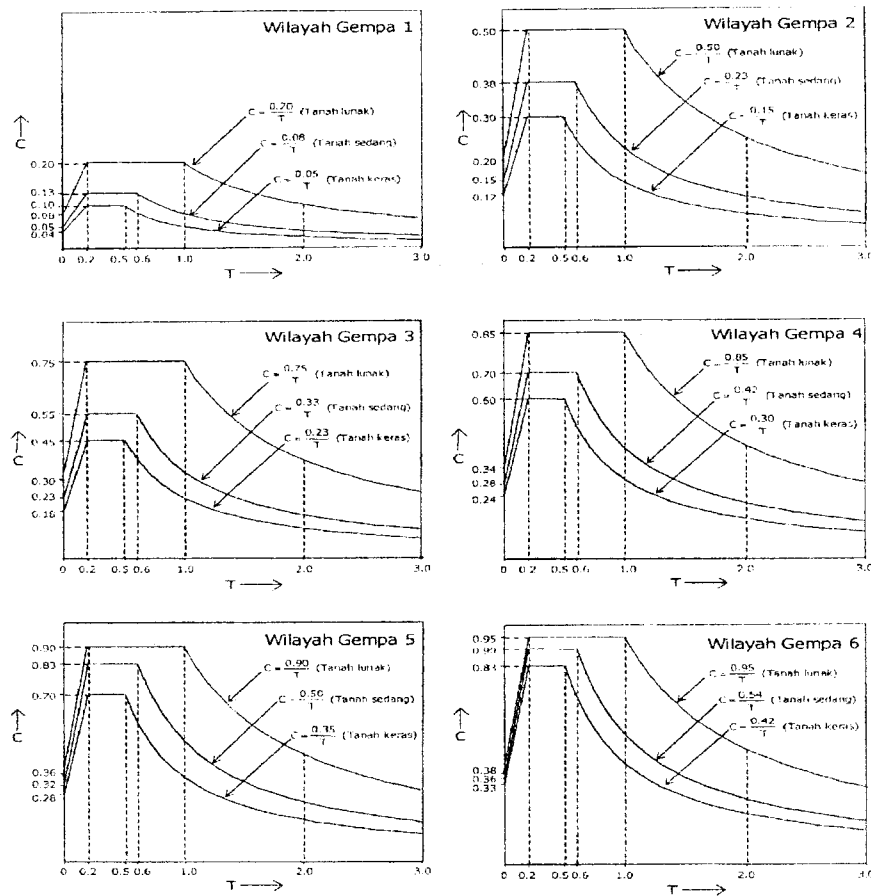 Wilayah Gempa 1
C = 0.20/T (Tanah lunak)
C = 0.08/T (Tanah sedang)
C = 0.05/T (Tanah keras)
C
0.20
0.13
0.10
0.08
0.05
0.04
0 0.2 0.5 0.6 1.0 2.0 3.0
T
Wilayah Gempa 2
C = 0.50/T (Tanah lunak)
C = 0.23/T (Tanah sedang)
C = 0.15/T (Tanah keras)
C
0.50
0.38
0.30
0.20
0.15
0.12
0 0.2 0.5 0.6 1.0 2.0 3.0
T
Wilayah Gempa 3
C = 0.75/T (Tanah lunak)
C = 0.33/T (Tanah sedang)
C = 0.23/T (Tanah keras)
C
0.75
0.55
0.45
0.30
0.23
0.18
0 0.2 0.5 0.6 1.0 2.0 3.0
T
Wilayah Gempa 4
C = 0.85/T (Tanah lunak)
C = 0.42/T (Tanah sedang)
C = 0.30/T (Tanah keras)
C
0.85
0.70
0.60
0.34
0.28
0.24
0 0.2 0.5 0.6 1.0 2.0 3.0
T
Wilayah Gempa 5
C = 0.90/T (Tanah lunak)
C = 0.50/T (Tanah sedang)
C = 0.35/T (Tanah keras)
C
0.90
0.83
0.70
0.36
0.32
0.28
0 0.2 0.5 0.6 1.0 2.0 3.0
T
Wilayah Gempa 6
C = 0.95/T (Tanah lunak)
C = 0.54/T (Tanah sedang)
C = 0.42/T (Tanah keras)
C
0.95
0.83
0.38
0.36
0.33
0 0.2 0.5 0.6 1.0 2.0 3.0
T